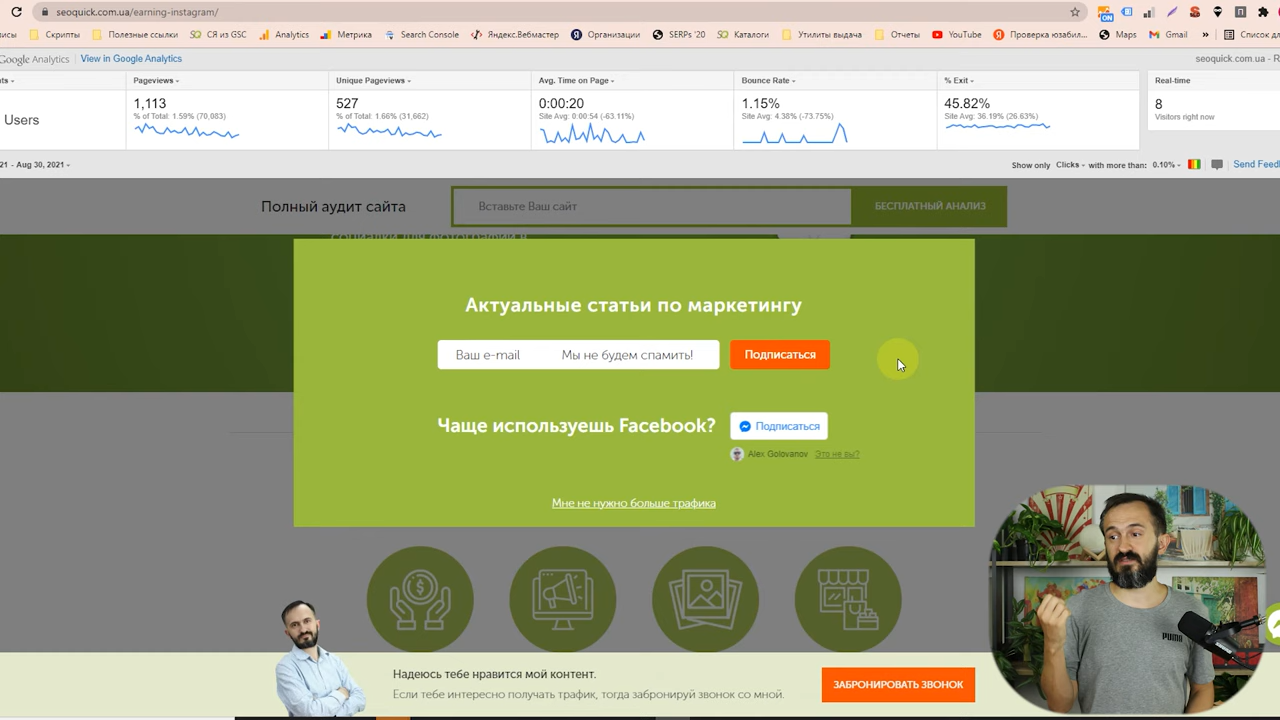 seoquick.com.ua/earning-instagram/
ON
Скрипты Полезные ссылки СЯ из GSC Analytics Метрика Search Console Яндекс.Вебмастер Организации SERPs '20 Каталоги Утилиты выдача Отчеты YouTube Проверка юзабил... Maps Gmail »
Google Analytics View in Google Analytics seoquick.com.ua - R
Pageviews Unique Pageviews Avg. Time on Page Bounce Rate % Exit Real-time
1,113 527 0:00:20 1.15% 45.82% 8
% of Total: 1.59% (70,083) % of Total: 1.66% (31,662) Site Avg: 0:00:54 (-63.11%) Site Avg: 4.38% (-73.75%) Site Avg: 36.19% (26.63%) Visitors right now
Users
21 - Aug 30, 2021 Show only Clicks with more than: 0.10% Send Feed
Полный аудит сайта Вставьте Ваш сайт БЕСПЛАТНЫЙ АНАЛИЗ
Актуальные статьи по маркетингу
Ваш e-mail Мы не будем спамить! Подписаться
Чаще используешь Facebook? Подписаться
Alex Golovanov Это не вы?
Мне не нужно больше трафика
Надеюсь тебе нравится мой контент.
Если тебе интересно получать трафик, тогда забронируй звонок со мной.
ЗАБРОНИРОВАТЬ ЗВОНОК
PUMA